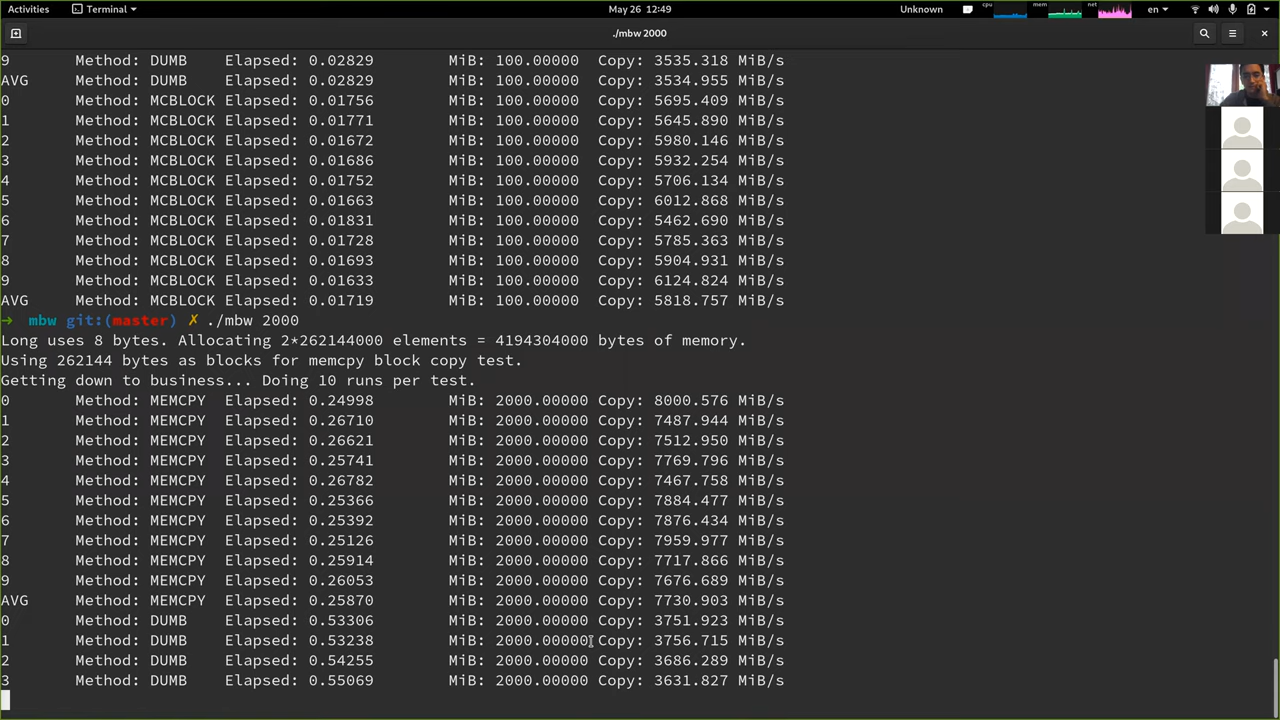 Activities Terminal May 26 12:49 Unknown cpu mem net en
./mbw 2000
9 Method: DUMB Elapsed: 0.02829 MiB: 100.00000 Copy: 3535.318 MiB/s
AVG Method: DUMB Elapsed: 0.02829 MiB: 100.00000 Copy: 3534.955 MiB/s
0 Method: MCBLOCK Elapsed: 0.01756 MiB: 100.00000 Copy: 5695.409 MiB/s
1 Method: MCBLOCK Elapsed: 0.01771 MiB: 100.00000 Copy: 5645.890 MiB/s
2 Method: MCBLOCK Elapsed: 0.01672 MiB: 100.00000 Copy: 5980.146 MiB/s
3 Method: MCBLOCK Elapsed: 0.01686 MiB: 100.00000 Copy: 5932.254 MiB/s
4 Method: MCBLOCK Elapsed: 0.01752 MiB: 100.00000 Copy: 5706.134 MiB/s
5 Method: MCBLOCK Elapsed: 0.01663 MiB: 100.00000 Copy: 6012.868 MiB/s
6 Method: MCBLOCK Elapsed: 0.01831 MiB: 100.00000 Copy: 5462.690 MiB/s
7 Method: MCBLOCK Elapsed: 0.01728 MiB: 100.00000 Copy: 5785.363 MiB/s
8 Method: MCBLOCK Elapsed: 0.01693 MiB: 100.00000 Copy: 5904.931 MiB/s
9 Method: MCBLOCK Elapsed: 0.01633 MiB: 100.00000 Copy: 6124.824 MiB/s
AVG Method: MCBLOCK Elapsed: 0.01719 MiB: 100.00000 Copy: 5818.757 MiB/s
→ mbw git:(master) ✗ ./mbw 2000
Long uses 8 bytes. Allocating 2*262144000 elements = 4194304000 bytes of memory.
Using 262144 bytes as blocks for memcpy block copy test.
Getting down to business... Doing 10 runs per test.
0 Method: MEMCPY Elapsed: 0.24998 MiB: 2000.00000 Copy: 8000.576 MiB/s
1 Method: MEMCPY Elapsed: 0.26710 MiB: 2000.00000 Copy: 7487.944 MiB/s
2 Method: MEMCPY Elapsed: 0.26621 MiB: 2000.00000 Copy: 7512.950 MiB/s
3 Method: MEMCPY Elapsed: 0.25741 MiB: 2000.00000 Copy: 7769.796 MiB/s
4 Method: MEMCPY Elapsed: 0.26782 MiB: 2000.00000 Copy: 7467.758 MiB/s
5 Method: MEMCPY Elapsed: 0.25366 MiB: 2000.00000 Copy: 7884.477 MiB/s
6 Method: MEMCPY Elapsed: 0.25392 MiB: 2000.00000 Copy: 7876.434 MiB/s
7 Method: MEMCPY Elapsed: 0.25126 MiB: 2000.00000 Copy: 7959.977 MiB/s
8 Method: MEMCPY Elapsed: 0.25914 MiB: 2000.00000 Copy: 7717.866 MiB/s
9 Method: MEMCPY Elapsed: 0.26053 MiB: 2000.00000 Copy: 7676.689 MiB/s
AVG Method: MEMCPY Elapsed: 0.25870 MiB: 2000.00000 Copy: 7730.903 MiB/s
0 Method: DUMB Elapsed: 0.53306 MiB: 2000.00000 Copy: 3751.923 MiB/s
1 Method: DUMB Elapsed: 0.53238 MiB: 2000.00000 Copy: 3756.715 MiB/s
2 Method: DUMB Elapsed: 0.54255 MiB: 2000.00000 Copy: 3686.289 MiB/s
3 Method: DUMB Elapsed: 0.55069 MiB: 2000.00000 Copy: 3631.827 MiB/s